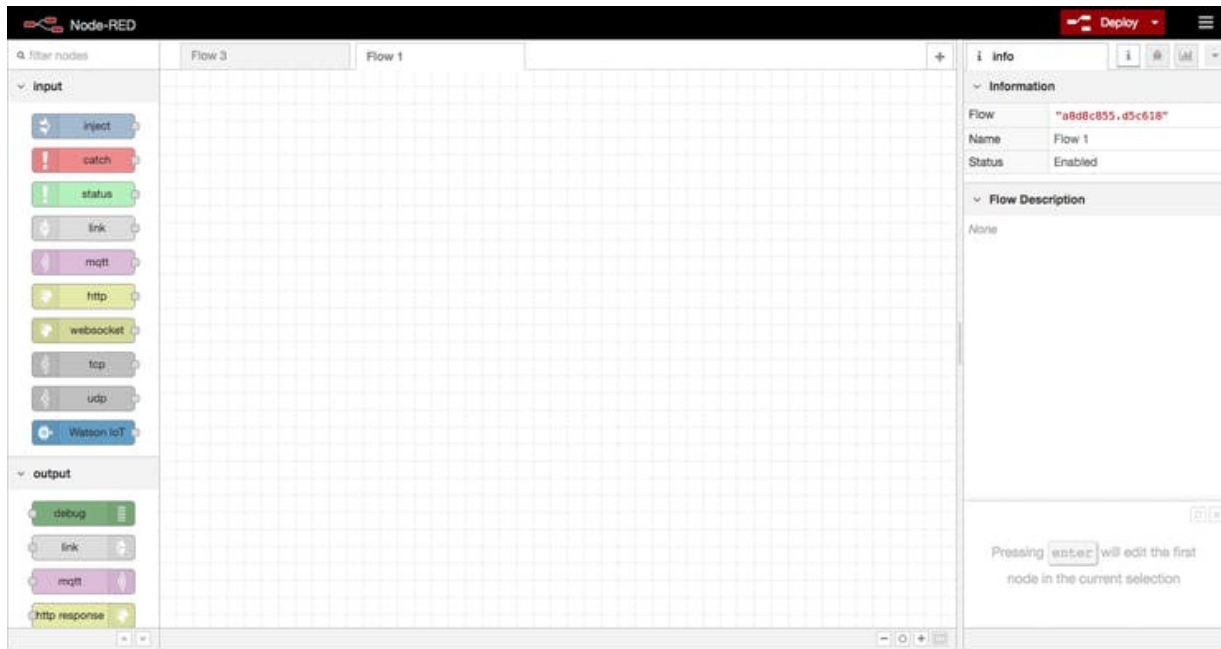 Node-RED
Deploy
filter nodes
Flow 3
Flow 1
i info
i
input
Information
Flow
"a8d8c855.d5c618"
Name
Flow 1
Status
Enabled
inject
catch
status
link
mqtt
http
websocket
tcp
udp
Watson IoT
Flow Description
None
output
debug
link
mqtt
http response
Pressing enter will edit the first
node in the current selection